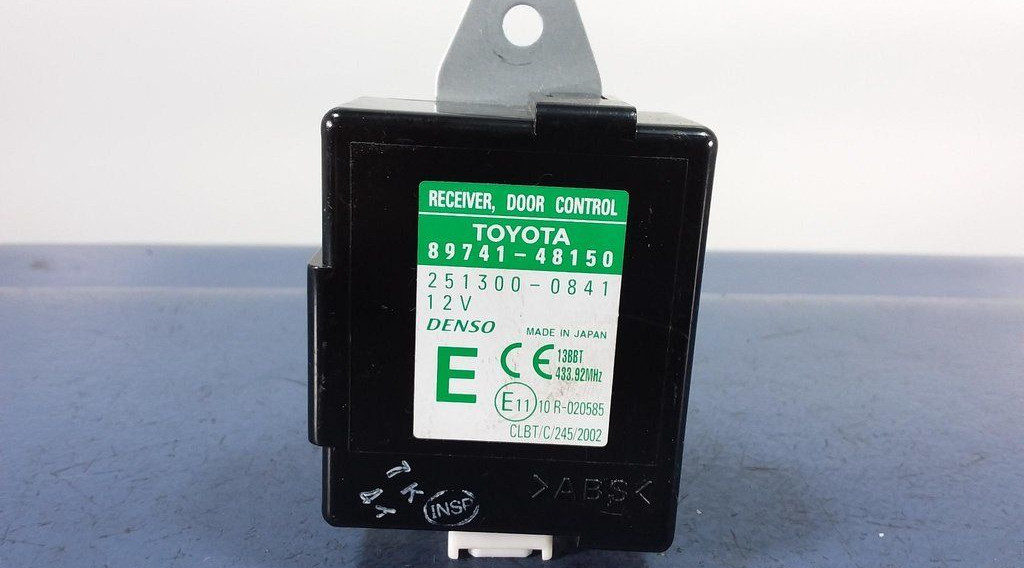 RECEIVER, DOOR CONTROL
TOYOTA
89741-48150
251300-0841
12V
DENSO MADE IN JAPAN
E CE 13BBT
433.92MHz
E11 10 R-020585
CLBT/C/245/2002
>ABS<
INSP